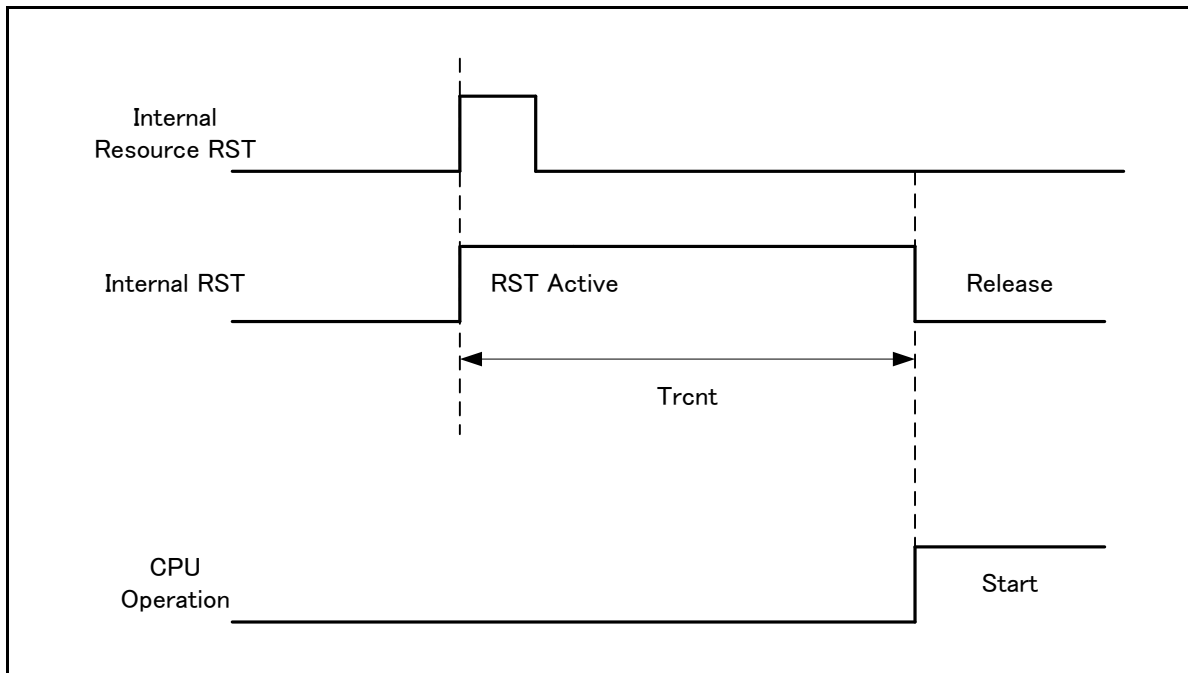 Internal
Resource RST
Internal RST
RST Active
Release
Trcnt
CPU
Operation
Start